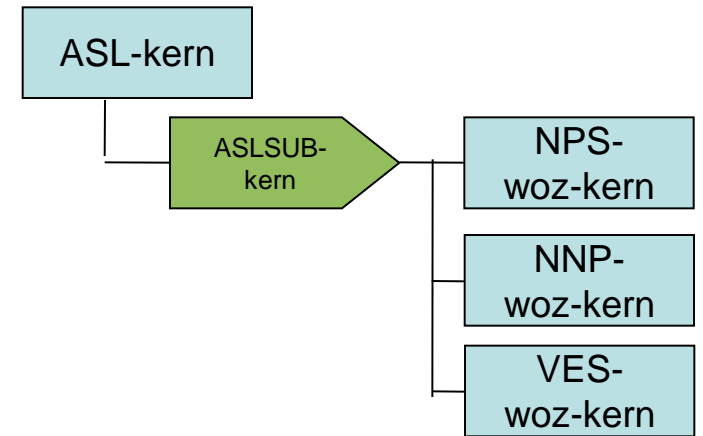 ASL-kern
ASLSUB-
kern
NPS-
woz-kern
NNP-
woz-kern
VES-
woz-kern